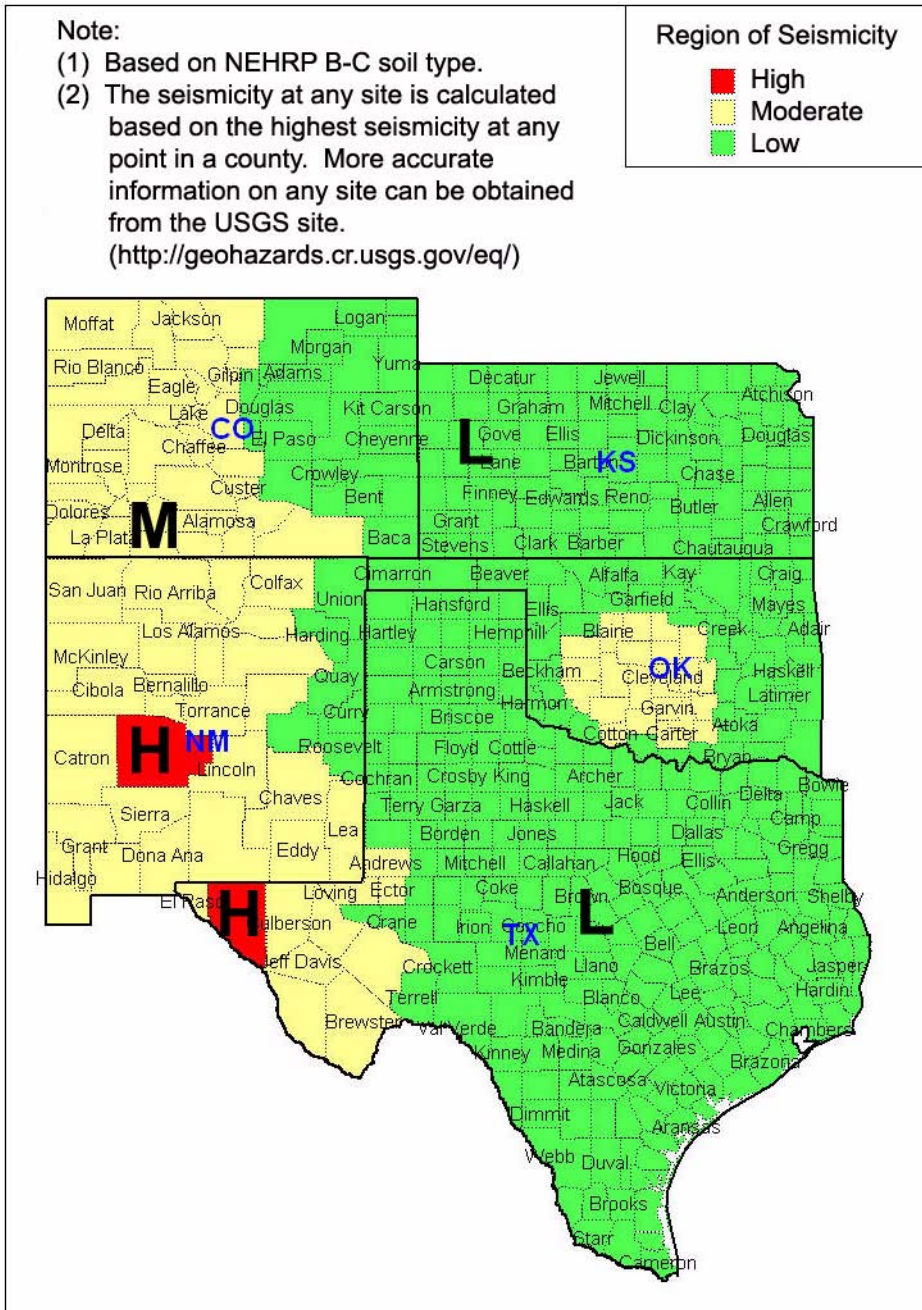 Note:
(1) Based on NEHRP B-C soil type.
(2) The seismicity at any site is calculated
based on the highest seismicity at any
point in a county. More accurate
information on any site can be obtained
from the USGS site.
(http://geohazards.cr.usgs.gov/eq/)
Region of Seismicity
High
Moderate
Low
Moffat
Jackson
Logan
Morgan
Rio Blanco
Yuma
Gilpin
Adams
Eagle
Lake
Douglas
Kit Carson
CO
Delta
Chaffee
El Paso
Cheyenne
Montrose
Crowley
Custer
Bent
Dolores
M
Alamosa
La Plata
Baca
Decatur
Jewell
Atchison
Graham
Mitchell
Clay
L
Gove
Ellis
Dickinson
Douglas
Lane
Barton
KS
Chase
Finney
Edwards
Reno
Butler
Allen
Grant
Crawford
Stevens
Clark
Barber
Chautauqua
San Juan
Rio Arriba
Colfax
Union
Los Alamos
Harding
McKinley
Cibola
Bernalillo
Quay
Torrance
Curry
Catron
H
NM
Lincoln
Roosevelt
Sierra
Chaves
Lea
Grant
Dona Ana
Eddy
Hidalgo
Cimarron
Beaver
Alfalfa
Kay
Craig
Ellis
Garfield
Mayes
Blaine
Creek
Adair
OK
Cleveland
Haskell
Latimer
Garvin
Atoka
Cotton
Carter
Bryan
Hansford
Hartley
Hemphill
Carson
Beckham
Armstrong
Harmon
Briscoe
Floyd
Cottle
Cochran
Crosby
King
Archer
Delta
Bowie
Terry
Garza
Haskell
Jack
Collin
Camp
Borden
Jones
Dallas
Gregg
Andrews
Mitchell
Callahan
Hood
Ellis
Loving
Ector
Coke
Brown
Bosque
Anderson
Shelby
El Paso
H
Culberson
Crane
Irion
Concho
L
Leon
Angelina
TX
Menard
Bell
Jeff Davis
Crockett
Kimble
Llano
Brazos
Jasper
Terrell
Blanco
Lee
Hardin
Brewster
Val Verde
Bandera
Caldwell
Austin
Chambers
Kinney
Medina
Gonzales
Brazoria
Atascosa
Victoria
Dimmit
Aransas
Webb
Duval
Brooks
Starr
Cameron